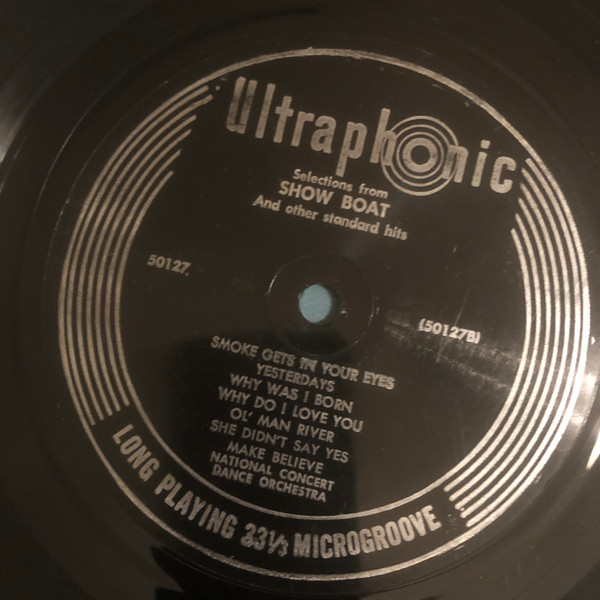 Ultraphonic
Selections from
SHOW BOAT
And other standard hits
50127
(50127B)
SMOKE GETS IN YOUR EYES
YESTERDAYS
WHY WAS I BORN
WHY DO I LOVE YOU
OL' MAN RIVER
SHE DIDN'T SAY YES
MAKE BELIEVE
NATIONAL CONCERT
DANCE ORCHESTRA
LONG PLAYING 33⅓ MICROGROOVE